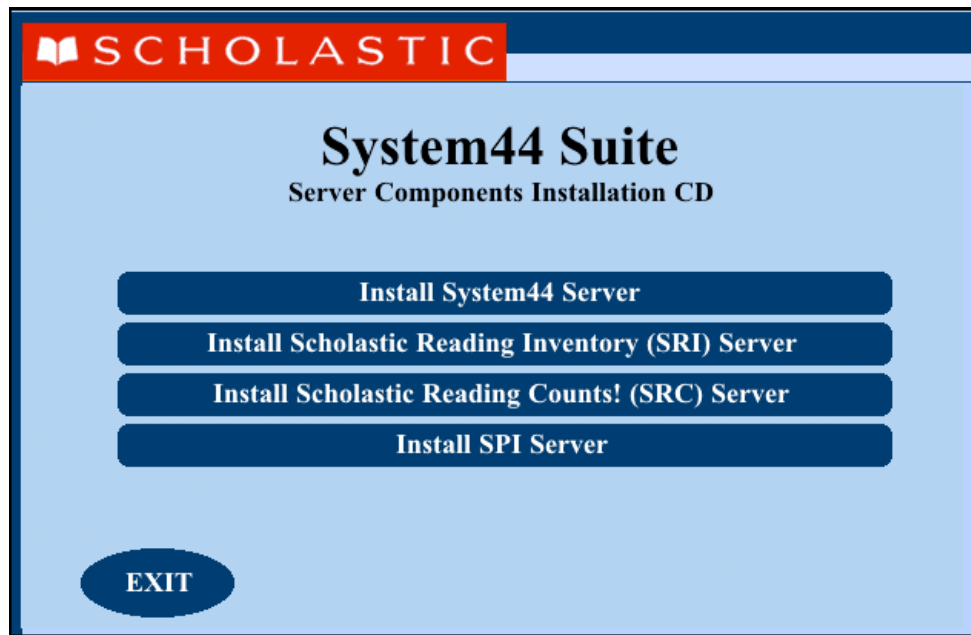 SCHOLASTIC
System44 Suite
Server Components Installation CD
Install System44 Server
Install Scholastic Reading Inventory (SRI) Server
Install Scholastic Reading Counts! (SRC) Server
Install SPI Server
EXIT